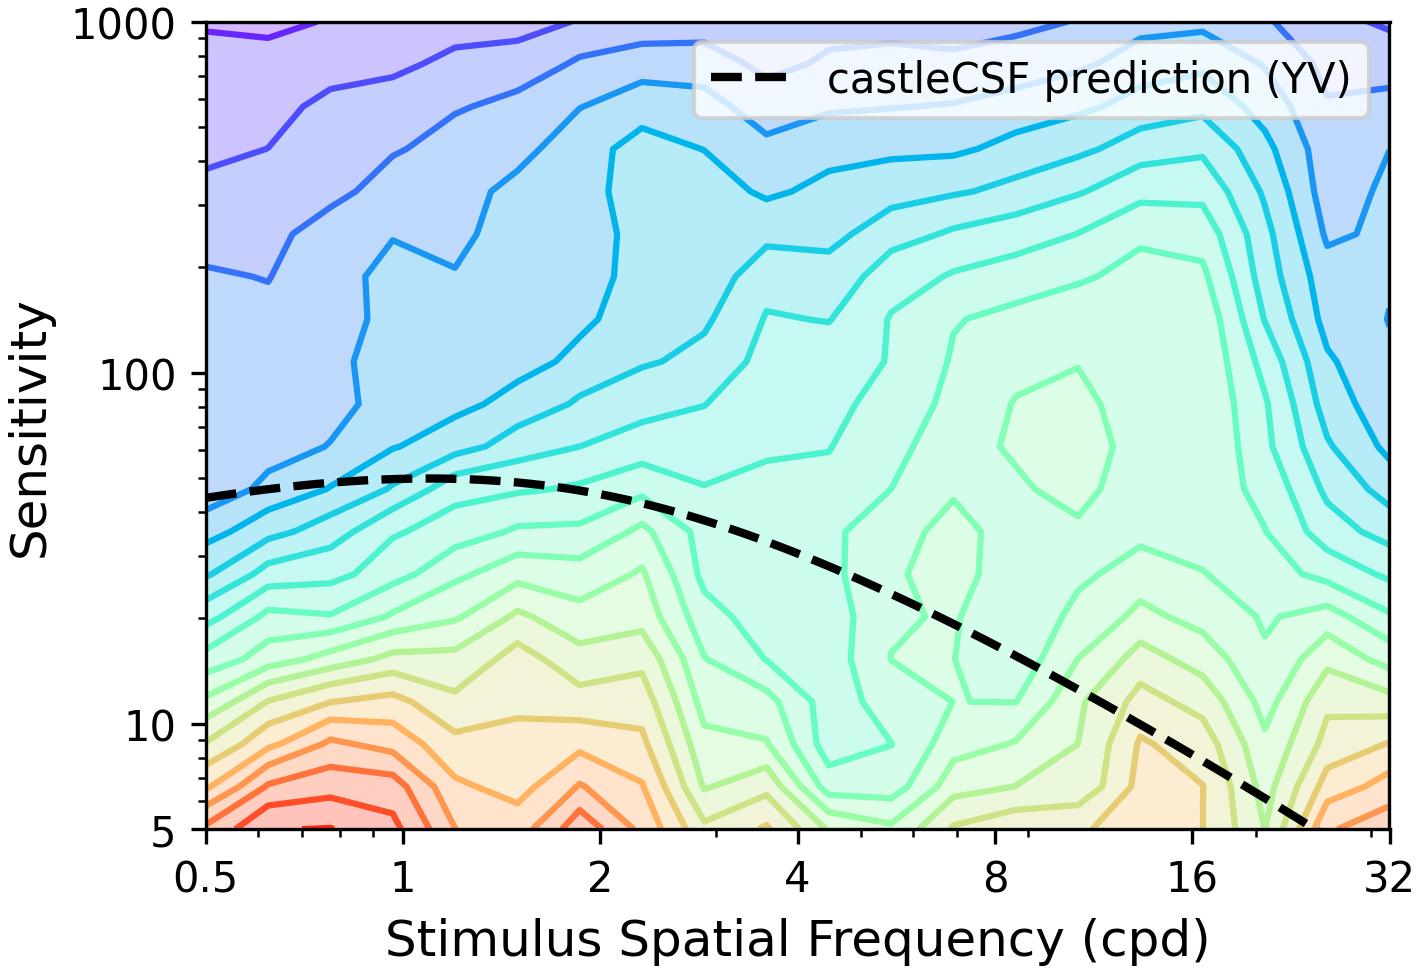 1000
castleCSF prediction (YV)
100
Sensitivity
10
5
0.5 1 2 4 8 16 32
Stimulus Spatial Frequency (cpd)